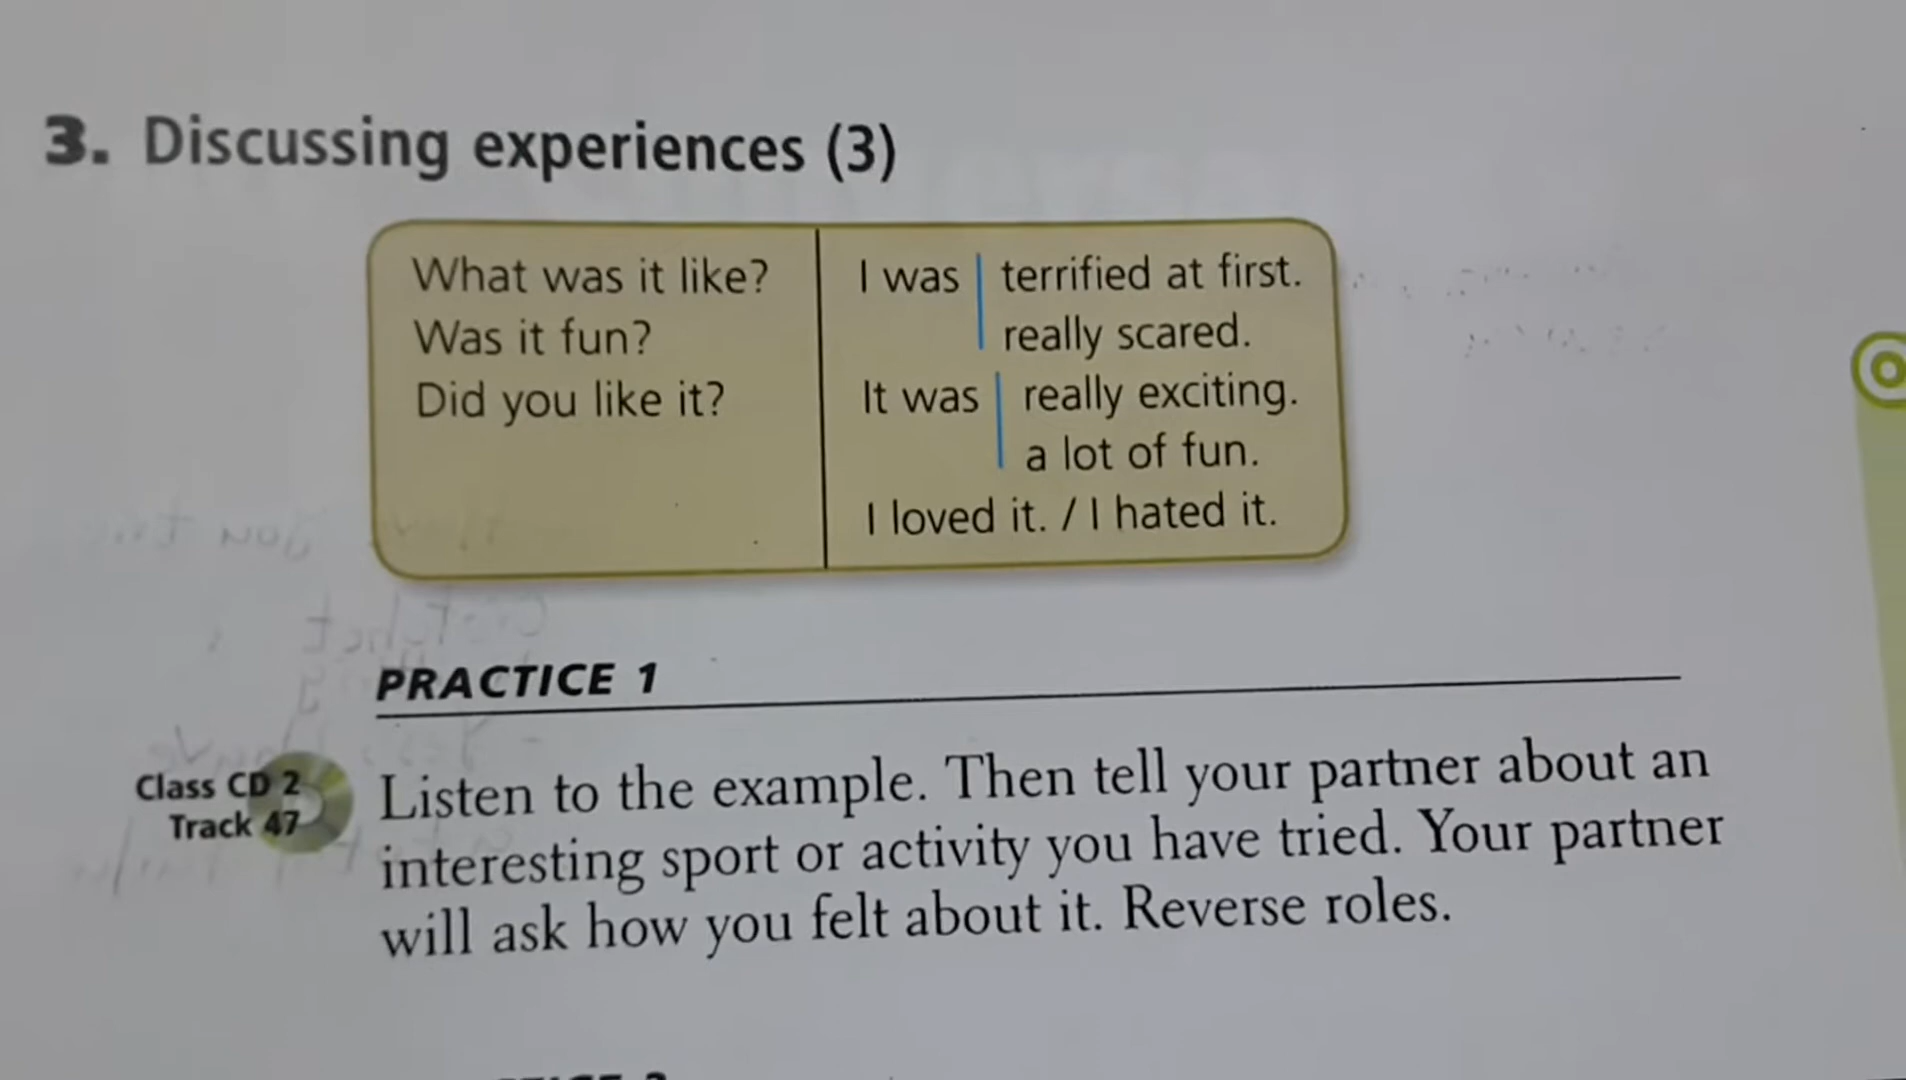 3. Discussing experiences (3)
What was it like?
Was it fun?
Did you like it?
I was terrified at first.
really scared.
It was really exciting.
a lot of fun.
I loved it. / I hated it.
PRACTICE 1
Class CD 2
Track 47
Listen to the example. Then tell your partner about an
interesting sport or activity you have tried. Your partner
will ask how you felt about it. Reverse roles.